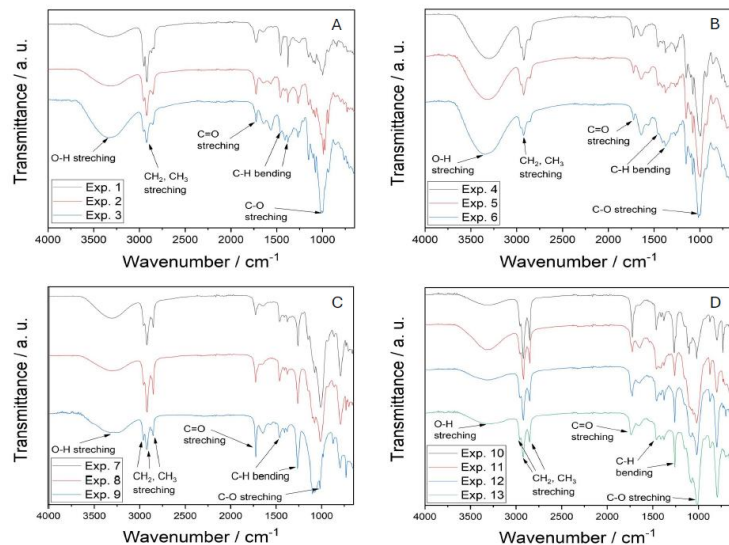 A
Transmittance / a. u.
O-H streching
CH2, CH3
streching
C=O
streching
C-H bending
C-O
streching
Exp. 1
Exp. 2
Exp. 3
4000 3500 3000 2500 2000 1500 1000
Wavenumber / cm-1
B
Transmittance / a. u.
O-H
streching
CH2, CH3
streching
C=O
streching
C-H bending
C-O streching
Exp. 4
Exp. 5
Exp. 6
4000 3500 3000 2500 2000 1500 1000
Wavenumber / cm-1
C
Transmittance / a. u.
O-H streching
CH2, CH3
streching
C=O
streching
C-H bending
C-O streching
Exp. 7
Exp. 8
Exp. 9
4000 3500 3000 2500 2000 1500 1000
Wavenumber / cm-1
D
Transmittance / a. u.
O-H streching
CH2, CH3
streching
C=O
streching
C-H
bending
C-O streching
Exp. 10
Exp. 11
Exp. 12
Exp. 13
4000 3500 3000 2500 2000 1500 1000
Wavenumber / cm-1